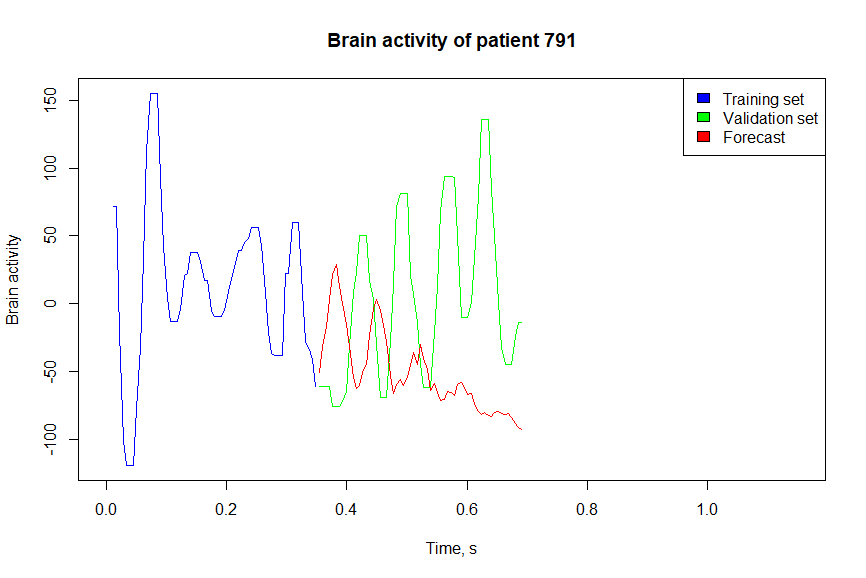 Brain activity of patient 791
Training set
Validation set
Forecast
Brain activity
150
100
50
0
-50
-100
0.0 0.2 0.4 0.6 0.8 1.0
Time, s